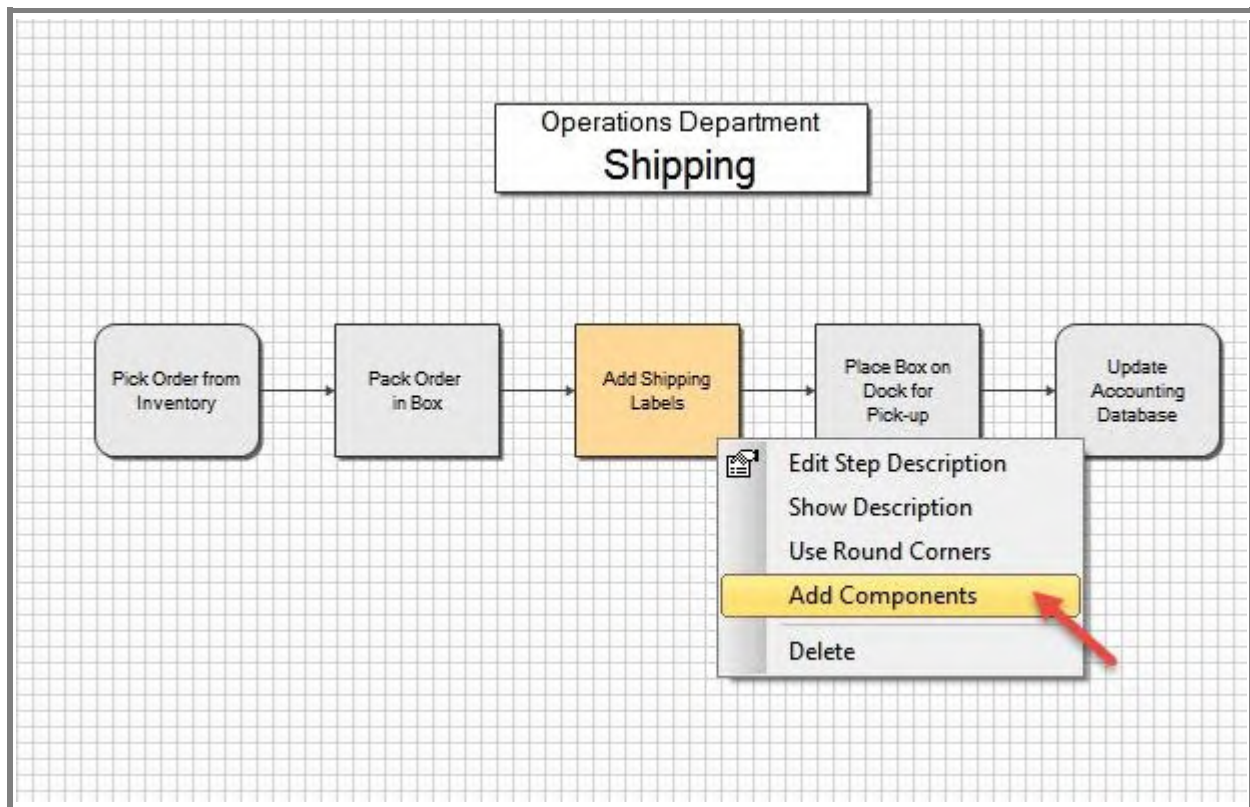 Operations Department
Shipping
Pick Order from
Inventory
Pack Order
in Box
Add Shipping
Labels
Place Box on
Dock for
Pick-up
Update
Accounting
Database
Edit Step Description
Show Description
Use Round Corners
Add Components
Delete